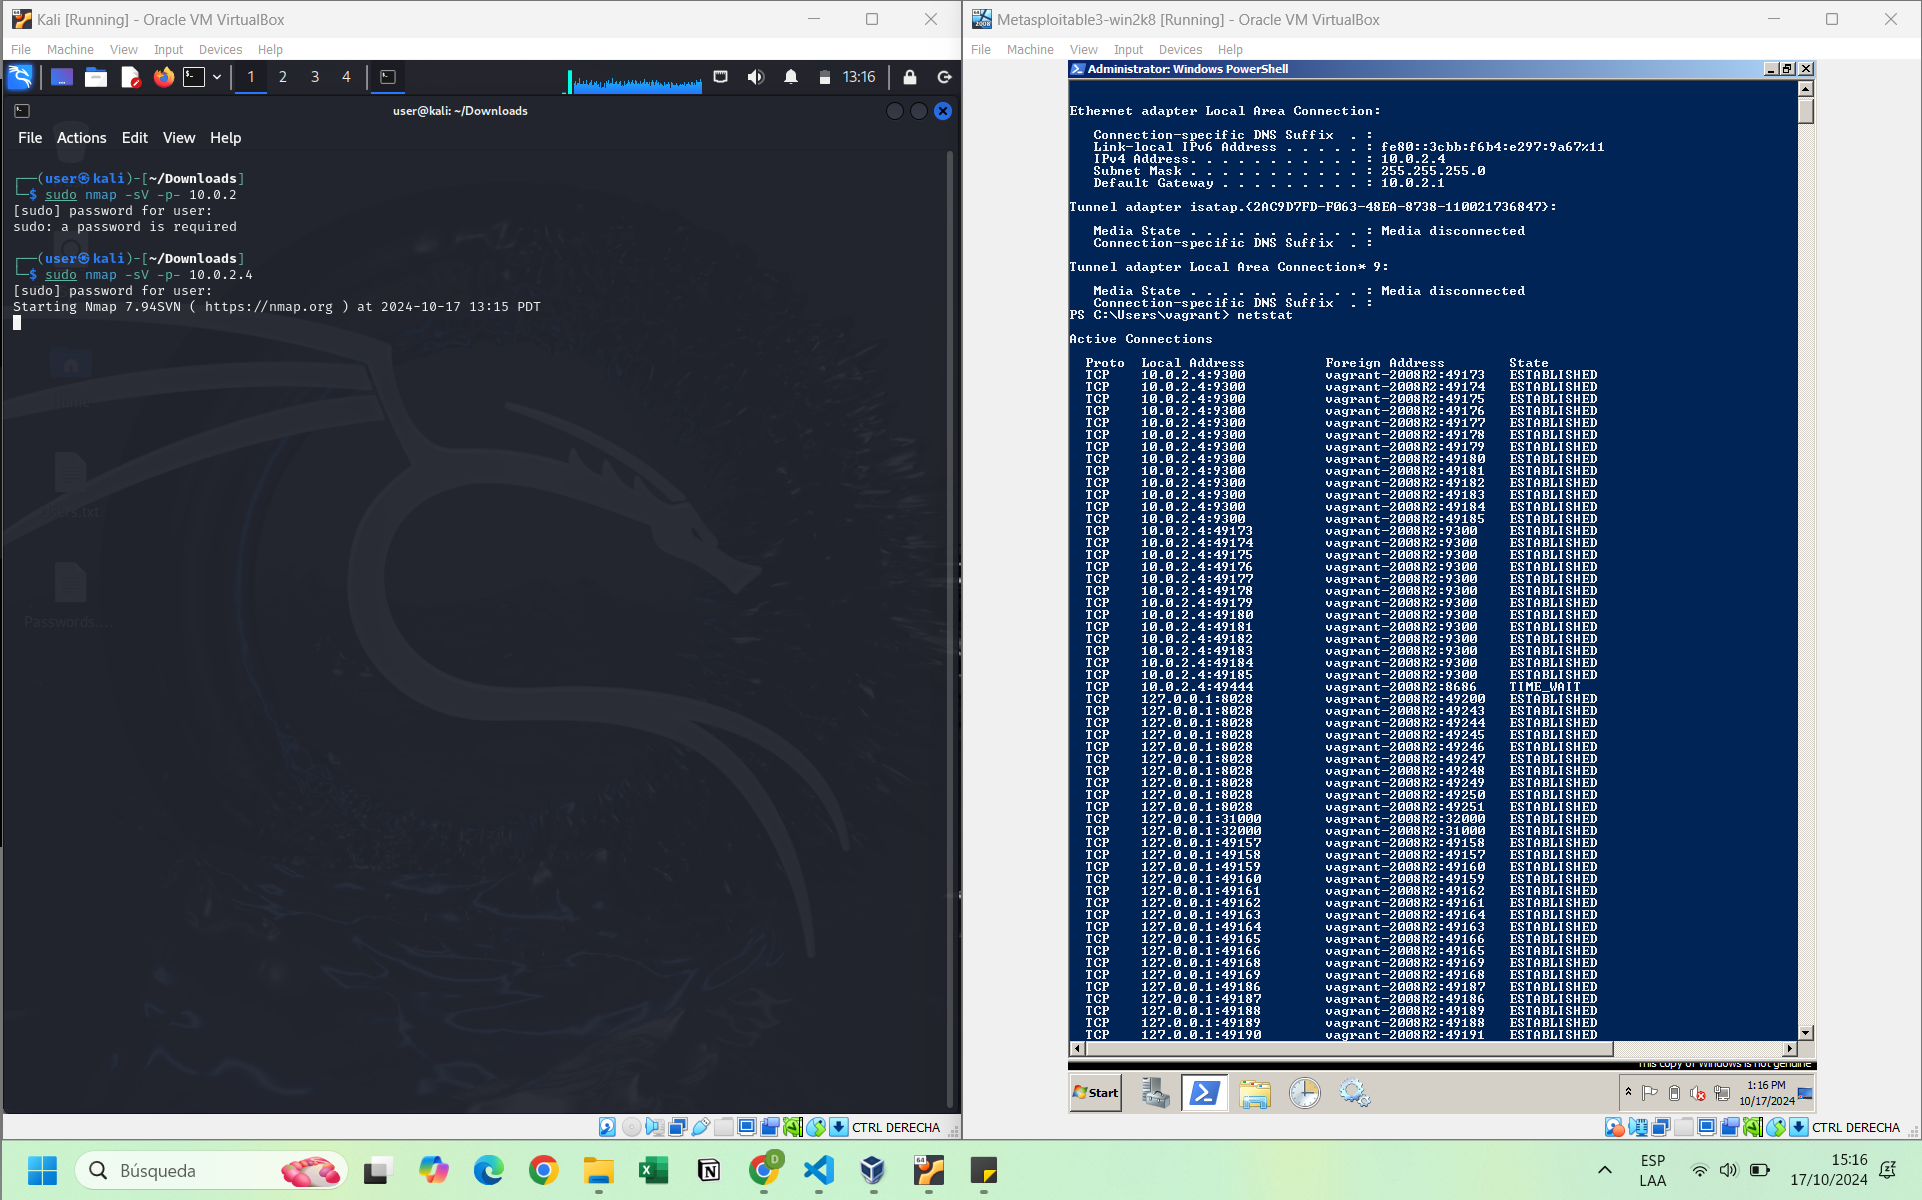 Kali [Running] - Oracle VM VirtualBox
File Machine View Input Devices Help
1 2 3 4 13:16
user@kali: ~/Downloads
File Actions Edit View Help
┌──(user㉿kali)-[~/Downloads]
└─$ sudo nmap -sV -p- 10.0.2
[sudo] password for user:
sudo: a password is required
┌──(user㉿kali)-[~/Downloads]
└─$ sudo nmap -sV -p- 10.0.2.4
[sudo] password for user:
Starting Nmap 7.94SVN ( https://nmap.org ) at 2024-10-17 13:15 PDT
Passwords....
CTRL DERECHA
Metasploitable3-win2k8 [Running] - Oracle VM VirtualBox
File Machine View Input Devices Help
Administrator: Windows PowerShell
Ethernet adapter Local Area Connection:
Connection-specific DNS Suffix . :
Link-local IPv6 Address . . . . . : fe80::3cbb:f6b4:e297:9a67%11
IPv4 Address. . . . . . . . . . . : 10.0.2.4
Subnet Mask . . . . . . . . . . . : 255.255.255.0
Default Gateway . . . . . . . . . : 10.0.2.1
Tunnel adapter isatap.{2AC9D7FD-F063-48EA-8738-110021736847}:
Media State . . . . . . . . . . . : Media disconnected
Connection-specific DNS Suffix . :
Tunnel adapter Local Area Connection* 9:
Media State . . . . . . . . . . . : Media disconnected
Connection-specific DNS Suffix . :
PS C:\Users\vagrant> netstat
Active Connections
Proto Local Address Foreign Address State
TCP 10.0.2.4:9300 vagrant-2008R2:49173 ESTABLISHED
TCP 10.0.2.4:9300 vagrant-2008R2:49174 ESTABLISHED
TCP 10.0.2.4:9300 vagrant-2008R2:49175 ESTABLISHED
TCP 10.0.2.4:9300 vagrant-2008R2:49176 ESTABLISHED
TCP 10.0.2.4:9300 vagrant-2008R2:49177 ESTABLISHED
TCP 10.0.2.4:9300 vagrant-2008R2:49178 ESTABLISHED
TCP 10.0.2.4:9300 vagrant-2008R2:49179 ESTABLISHED
TCP 10.0.2.4:9300 vagrant-2008R2:49180 ESTABLISHED
TCP 10.0.2.4:9300 vagrant-2008R2:49181 ESTABLISHED
TCP 10.0.2.4:9300 vagrant-2008R2:49182 ESTABLISHED
TCP 10.0.2.4:9300 vagrant-2008R2:49183 ESTABLISHED
TCP 10.0.2.4:9300 vagrant-2008R2:49184 ESTABLISHED
TCP 10.0.2.4:9300 vagrant-2008R2:49185 ESTABLISHED
TCP 10.0.2.4:49173 vagrant-2008R2:9300 ESTABLISHED
TCP 10.0.2.4:49174 vagrant-2008R2:9300 ESTABLISHED
TCP 10.0.2.4:49175 vagrant-2008R2:9300 ESTABLISHED
TCP 10.0.2.4:49176 vagrant-2008R2:9300 ESTABLISHED
TCP 10.0.2.4:49177 vagrant-2008R2:9300 ESTABLISHED
TCP 10.0.2.4:49178 vagrant-2008R2:9300 ESTABLISHED
TCP 10.0.2.4:49179 vagrant-2008R2:9300 ESTABLISHED
TCP 10.0.2.4:49180 vagrant-2008R2:9300 ESTABLISHED
TCP 10.0.2.4:49181 vagrant-2008R2:9300 ESTABLISHED
TCP 10.0.2.4:49182 vagrant-2008R2:9300 ESTABLISHED
TCP 10.0.2.4:49183 vagrant-2008R2:9300 ESTABLISHED
TCP 10.0.2.4:49184 vagrant-2008R2:9300 ESTABLISHED
TCP 10.0.2.4:49185 vagrant-2008R2:9300 ESTABLISHED
TCP 10.0.2.4:49444 vagrant-2008R2:8686 TIME_WAIT
TCP 127.0.0.1:8028 vagrant-2008R2:49200 ESTABLISHED
TCP 127.0.0.1:8028 vagrant-2008R2:49243 ESTABLISHED
TCP 127.0.0.1:8028 vagrant-2008R2:49244 ESTABLISHED
TCP 127.0.0.1:8028 vagrant-2008R2:49245 ESTABLISHED
TCP 127.0.0.1:8028 vagrant-2008R2:49246 ESTABLISHED
TCP 127.0.0.1:8028 vagrant-2008R2:49247 ESTABLISHED
TCP 127.0.0.1:8028 vagrant-2008R2:49248 ESTABLISHED
TCP 127.0.0.1:8028 vagrant-2008R2:49249 ESTABLISHED
TCP 127.0.0.1:8028 vagrant-2008R2:49250 ESTABLISHED
TCP 127.0.0.1:8028 vagrant-2008R2:49251 ESTABLISHED
TCP 127.0.0.1:31000 vagrant-2008R2:32000 ESTABLISHED
TCP 127.0.0.1:32000 vagrant-2008R2:31000 ESTABLISHED
TCP 127.0.0.1:49157 vagrant-2008R2:49158 ESTABLISHED
TCP 127.0.0.1:49158 vagrant-2008R2:49157 ESTABLISHED
TCP 127.0.0.1:49159 vagrant-2008R2:49160 ESTABLISHED
TCP 127.0.0.1:49160 vagrant-2008R2:49159 ESTABLISHED
TCP 127.0.0.1:49161 vagrant-2008R2:49162 ESTABLISHED
TCP 127.0.0.1:49162 vagrant-2008R2:49161 ESTABLISHED
TCP 127.0.0.1:49163 vagrant-2008R2:49164 ESTABLISHED
TCP 127.0.0.1:49164 vagrant-2008R2:49163 ESTABLISHED
TCP 127.0.0.1:49165 vagrant-2008R2:49166 ESTABLISHED
TCP 127.0.0.1:49166 vagrant-2008R2:49165 ESTABLISHED
TCP 127.0.0.1:49168 vagrant-2008R2:49169 ESTABLISHED
TCP 127.0.0.1:49169 vagrant-2008R2:49168 ESTABLISHED
TCP 127.0.0.1:49186 vagrant-2008R2:49187 ESTABLISHED
TCP 127.0.0.1:49187 vagrant-2008R2:49186 ESTABLISHED
TCP 127.0.0.1:49188 vagrant-2008R2:49189 ESTABLISHED
TCP 127.0.0.1:49189 vagrant-2008R2:49188 ESTABLISHED
TCP 127.0.0.1:49190 vagrant-2008R2:49191 ESTABLISHED
This copy of Windows is not genuine
Start
1:16 PM
10/17/2024
CTRL DERECHA
Búsqueda
ESP
LAA
15:16
17/10/2024